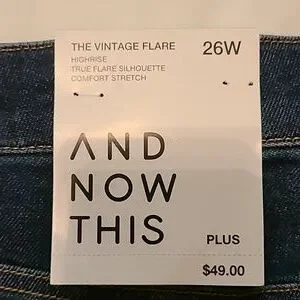 THE VINTAGE FLARE 26W
HIGHRISE
TRUE FLARE SILHOUETTE
COMFORT STRETCH
AND
NOW
THIS
PLUS
$49.00